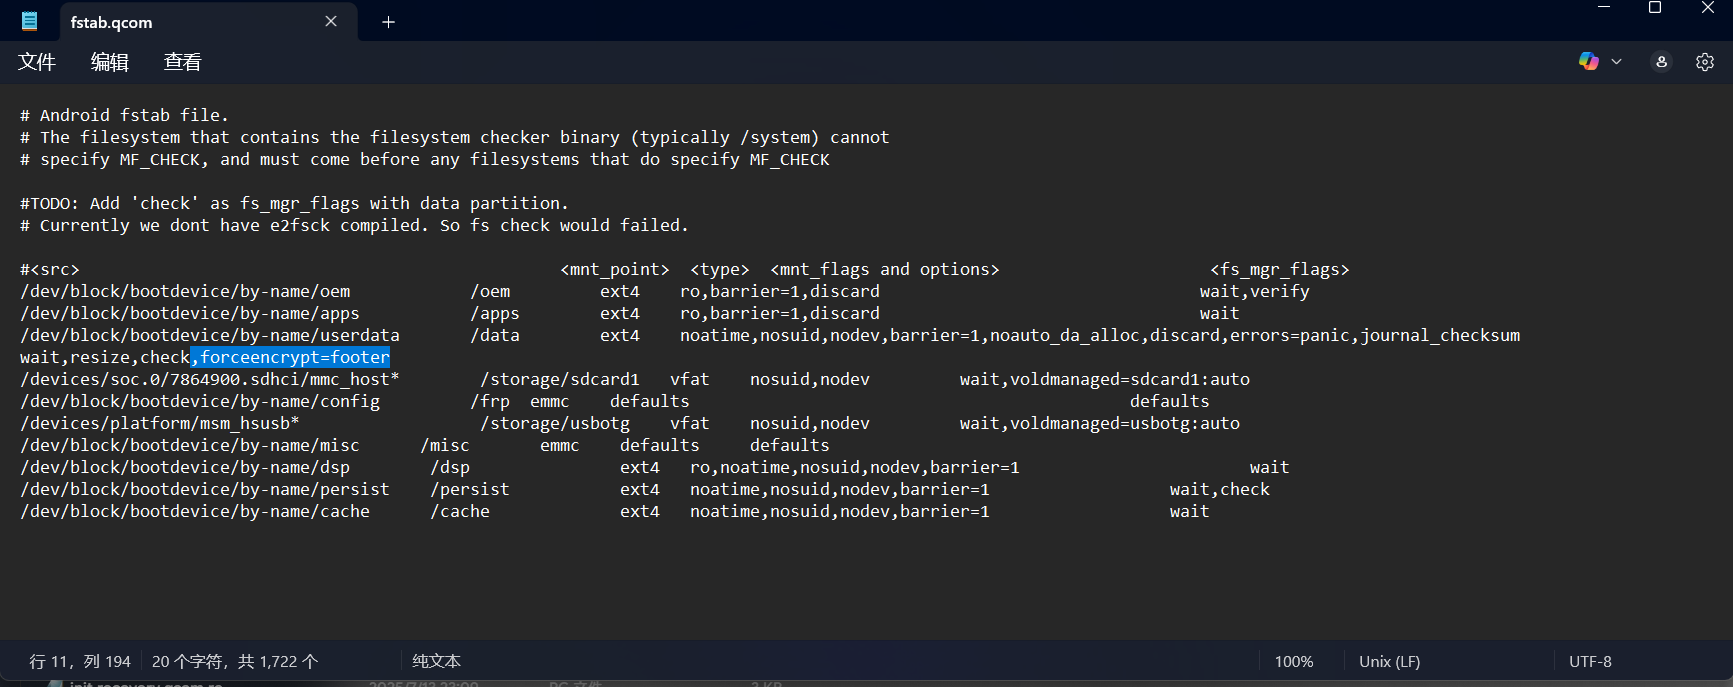 fstab.qcom
文件 编辑 查看
# Android fstab file.
# The filesystem that contains the filesystem checker binary (typically /system) cannot
# specify MF_CHECK, and must come before any filesystems that do specify MF_CHECK
#TODO: Add 'check' as fs_mgr_flags with data partition.
# Currently we dont have e2fsck compiled. So fs check would failed.
#<src> <mnt_point> <type> <mnt_flags and options> <fs_mgr_flags>
/dev/block/bootdevice/by-name/oem /oem ext4 ro,barrier=1,discard wait,verify
/dev/block/bootdevice/by-name/apps /apps ext4 ro,barrier=1,discard wait
/dev/block/bootdevice/by-name/userdata /data ext4 noatime,nosuid,nodev,barrier=1,noauto_da_alloc,discard,errors=panic,journal_checksum
wait,resize,check,forceencrypt=footer
/devices/soc.0/7864900.sdhci/mmc_host* /storage/sdcard1 vfat nosuid,nodev wait,voldmanaged=sdcard1:auto
/dev/block/bootdevice/by-name/config /frp emmc defaults defaults
/devices/platform/msm_hsusb* /storage/usbotg vfat nosuid,nodev wait,voldmanaged=usbotg:auto
/dev/block/bootdevice/by-name/misc /misc emmc defaults defaults
/dev/block/bootdevice/by-name/dsp /dsp ext4 ro,noatime,nosuid,nodev,barrier=1 wait
/dev/block/bootdevice/by-name/persist /persist ext4 noatime,nosuid,nodev,barrier=1 wait,check
/dev/block/bootdevice/by-name/cache /cache ext4 noatime,nosuid,nodev,barrier=1 wait
行 11，列 194 20 个字符，共 1,722 个 纯文本 100% Unix (LF) UTF-8